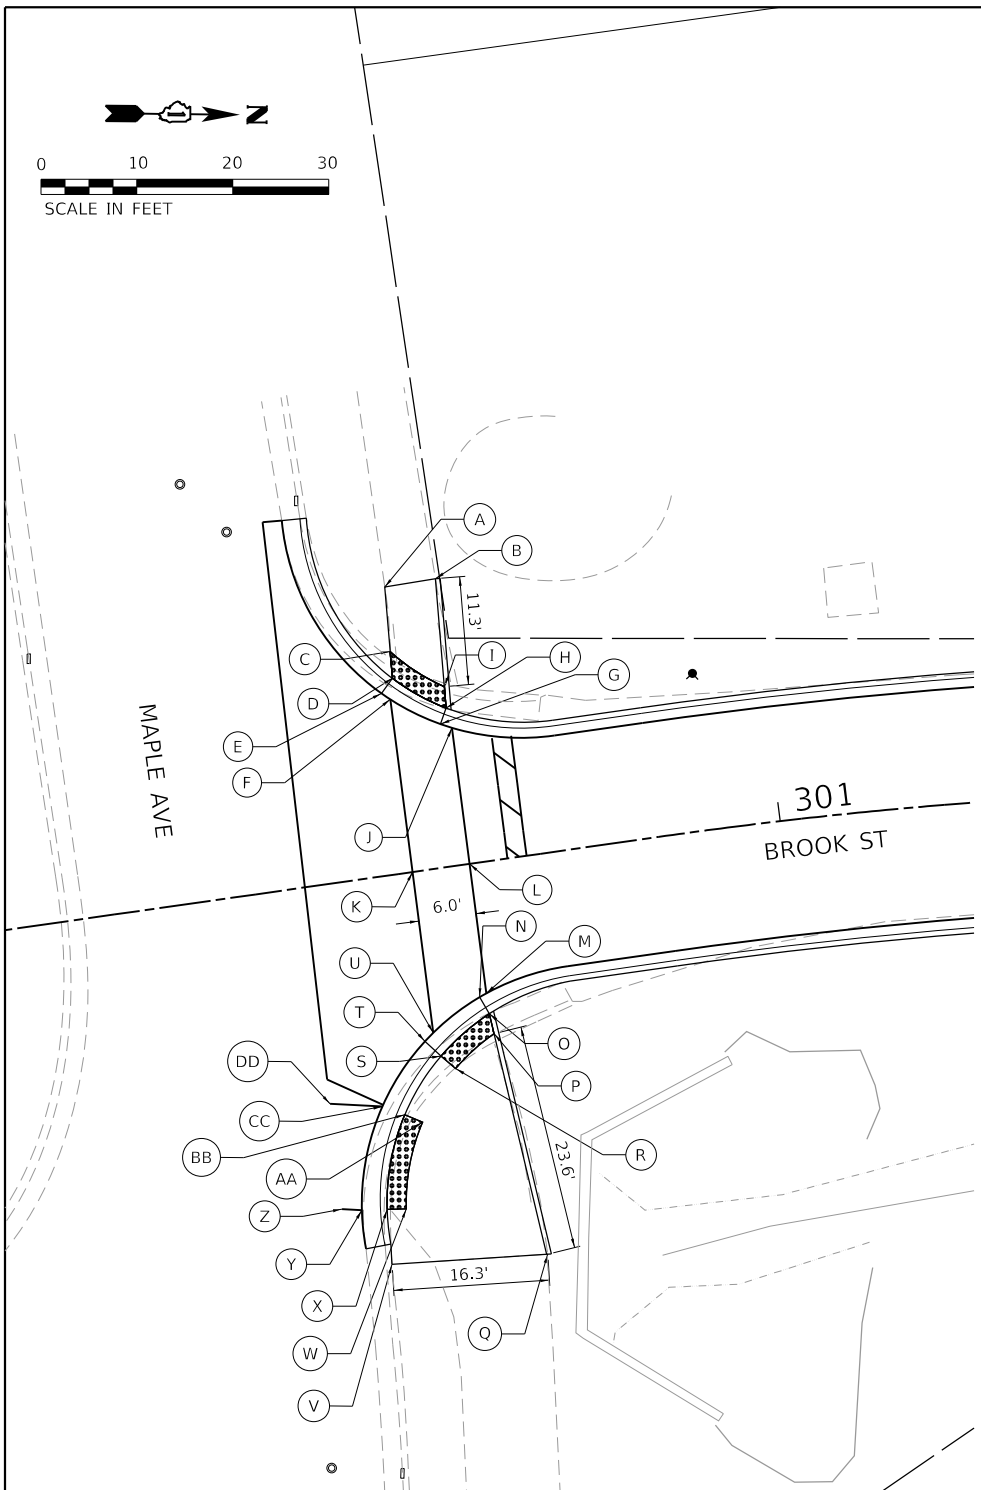 N
0 10 20 30
SCALE IN FEET
A
B
11.3'
C
I
H
G
D
E
F
MAPLE AVE
301
BROOK ST
J
K
L
6.0'
N
M
U
T
S
O
P
DD
CC
BB
AA
R
23.6'
Z
Y
16.3'
X
W
V
Q